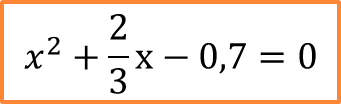 x² + 2/3 x − 0,7 = 0